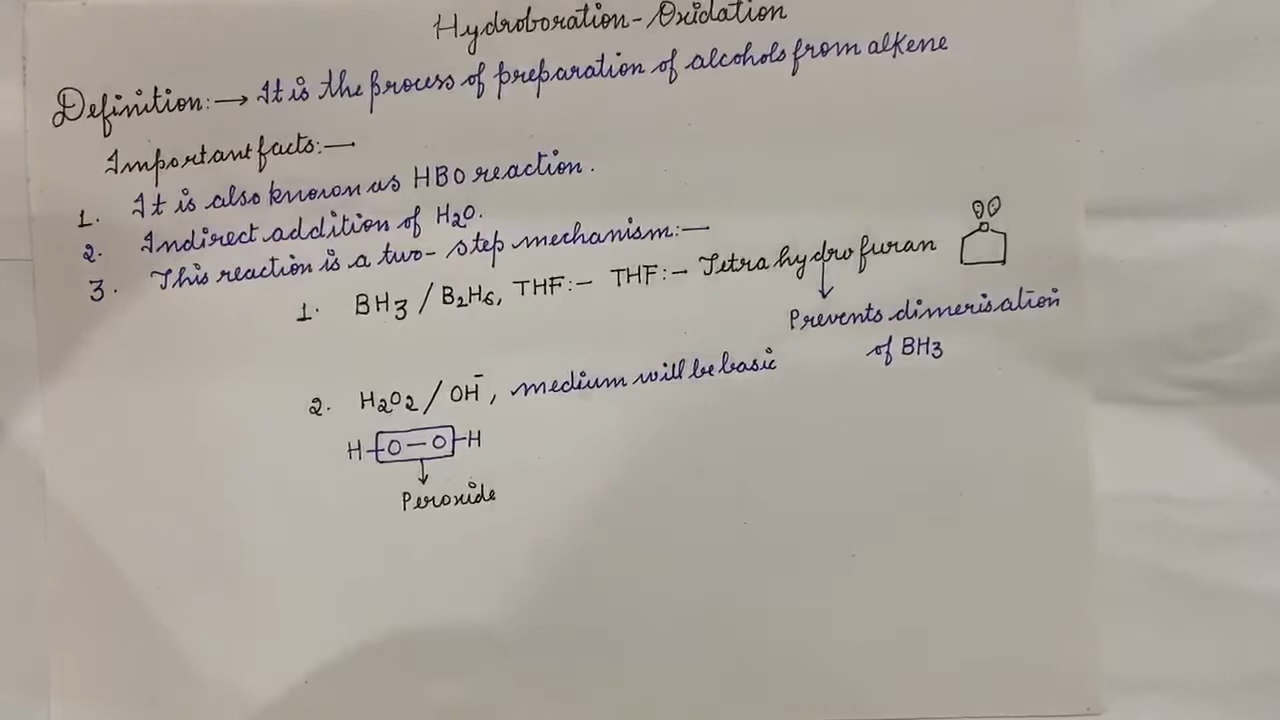 Hydroboration-Oxidation
Definition:→ It is the process of preparation of alcohols from alkene
Important facts:—
1. It is also known as HBO reaction.
2. Indirect addition of H₂O.
3. This reaction is a two-step mechanism:—
1. BH₃ / B₂H₆, THF:- THF:- Tetra hydro furan
Prevents dimerisation
of BH₃
2. H₂O₂ / OH⁻, medium will be basic
H-O-O-H
Peroxide